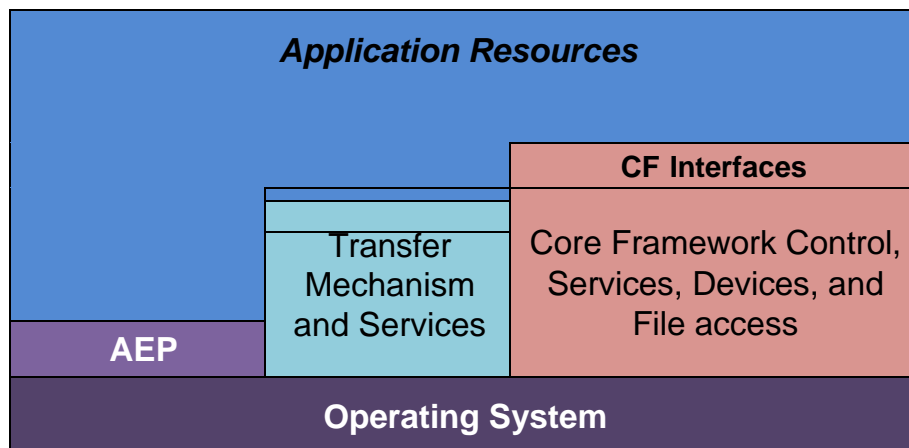 Application Resources
CF Interfaces
Transfer
Mechanism
and Services
Core Framework Control,
Services, Devices, and
File access
AEP
Operating System